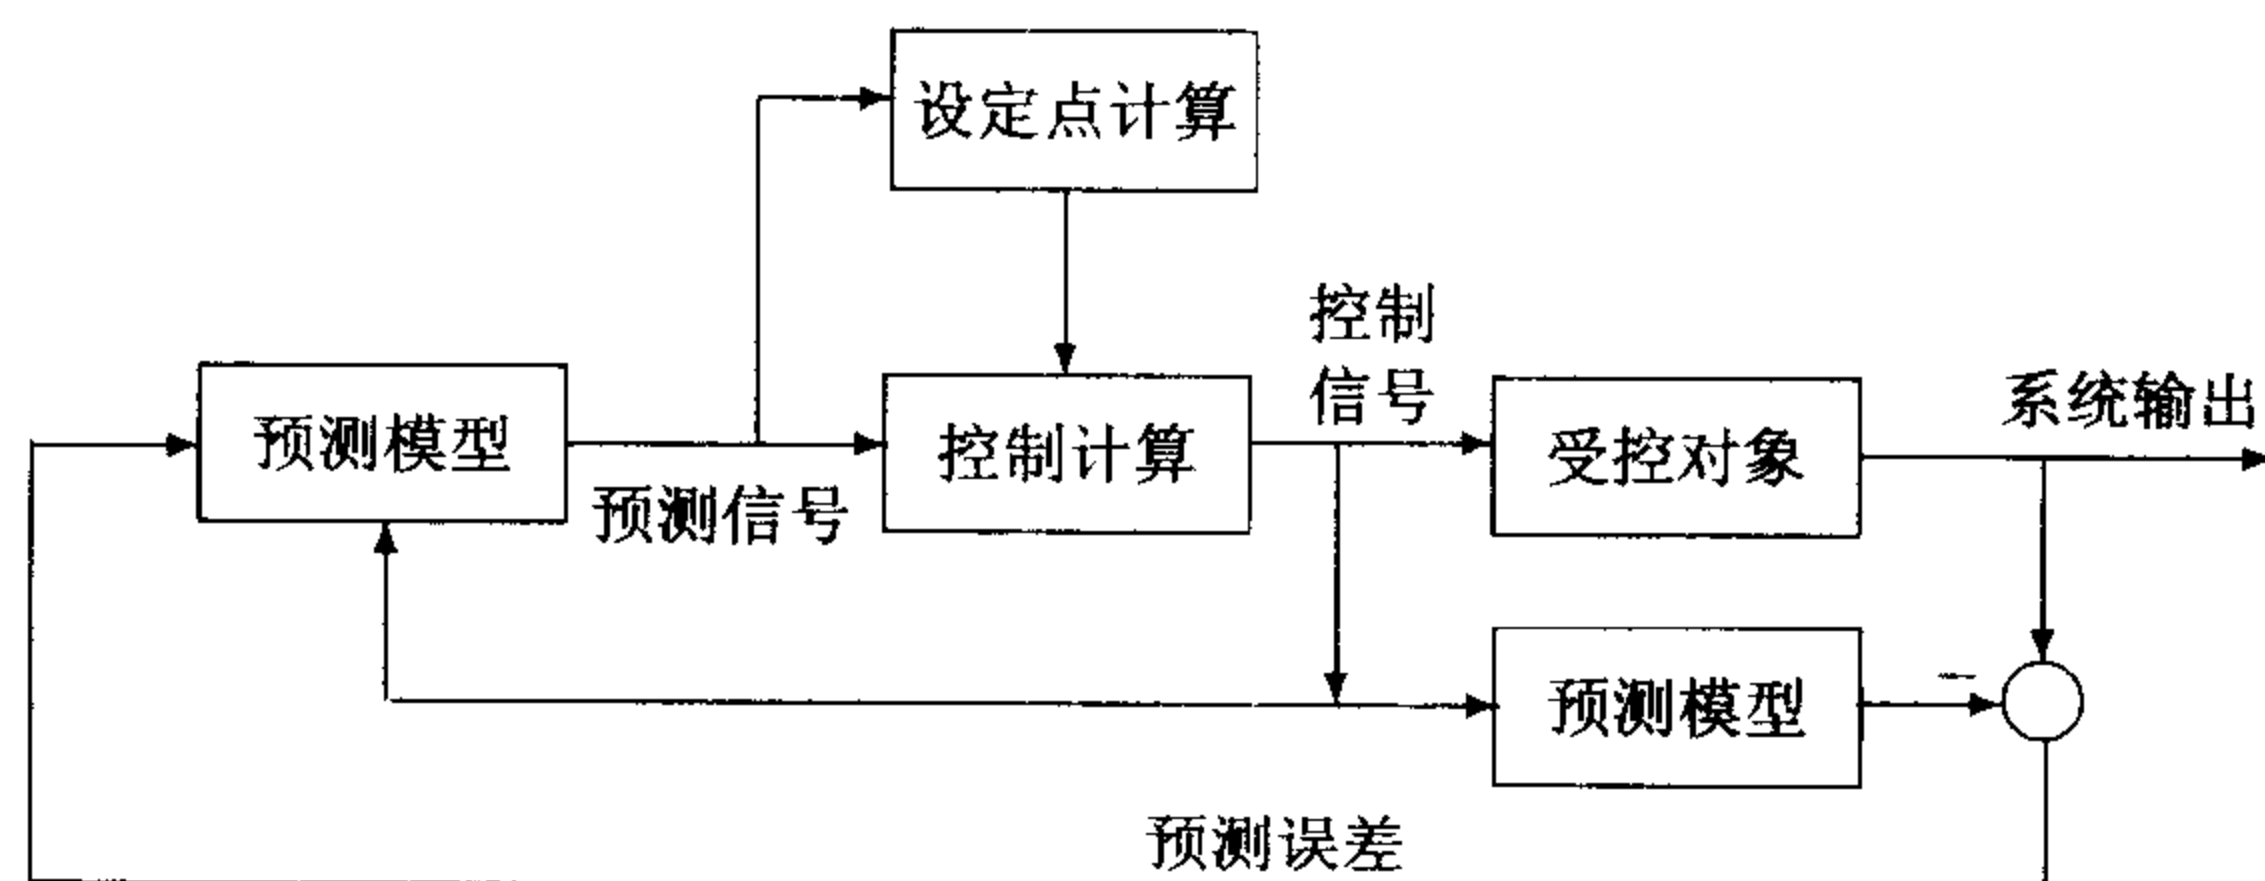 设定点计算
控制
信号
系统输出
预测模型
控制计算
受控对象
预测信号
预测模型
预测误差